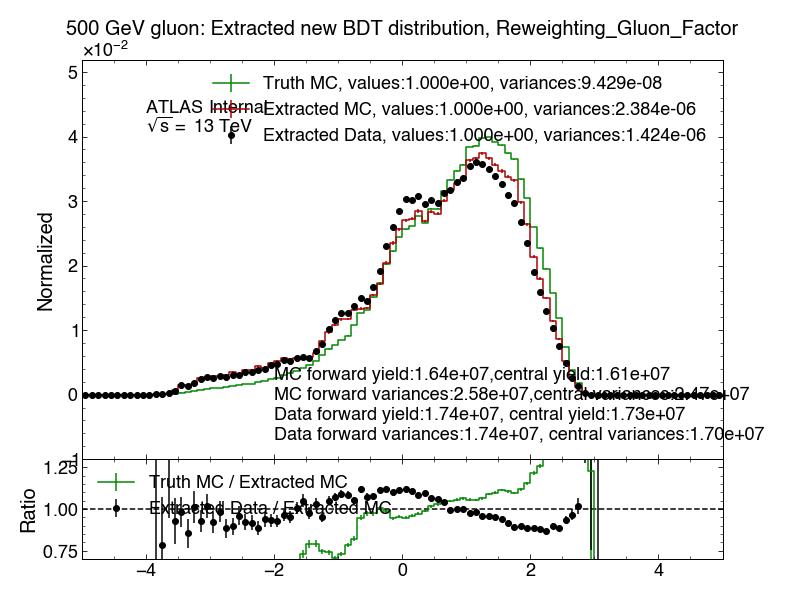 500 GeV gluon: Extracted new BDT distribution, Reweighting_Gluon_Factor
×10⁻²
Truth MC, values:1.000e+00, variances:9.429e-08
ATLAS Internal
Extracted MC, values:1.000e+00, variances:2.384e-06
√s = 13 TeV
Extracted Data, values:1.000e+00, variances:1.424e-06
5
4
3
2
1
0
−1
Normalized
MC forward yield:1.64e+07,central yield:1.61e+07
MC forward variances:2.58e+07,central variances:2.47e+07
Data forward yield:1.74e+07, central yield:1.73e+07
Data forward variances:1.74e+07, central variances:1.70e+07
1.25
1.00
0.75
Ratio
Truth MC / Extracted MC
Extracted Data / Extracted MC
−4 −2 0 2 4